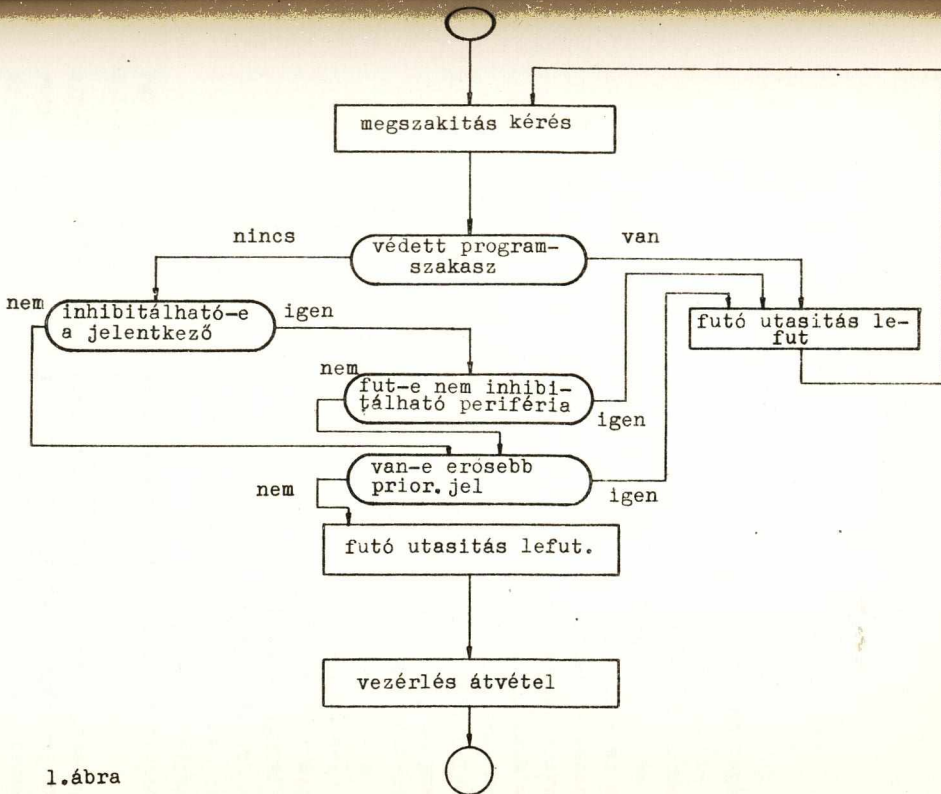 megszakitás kérés
nincs
védett program-
szakasz
van
nem
inhibitálható-e
a jelentkező
igen
futó utasitás le-
fut
nem
fut-e nem inhibi-
tálható periféria
igen
van-e erősebb
prior. jel
nem
igen
futó utasitás lefut.
vezérlés átvétel
1.ábra